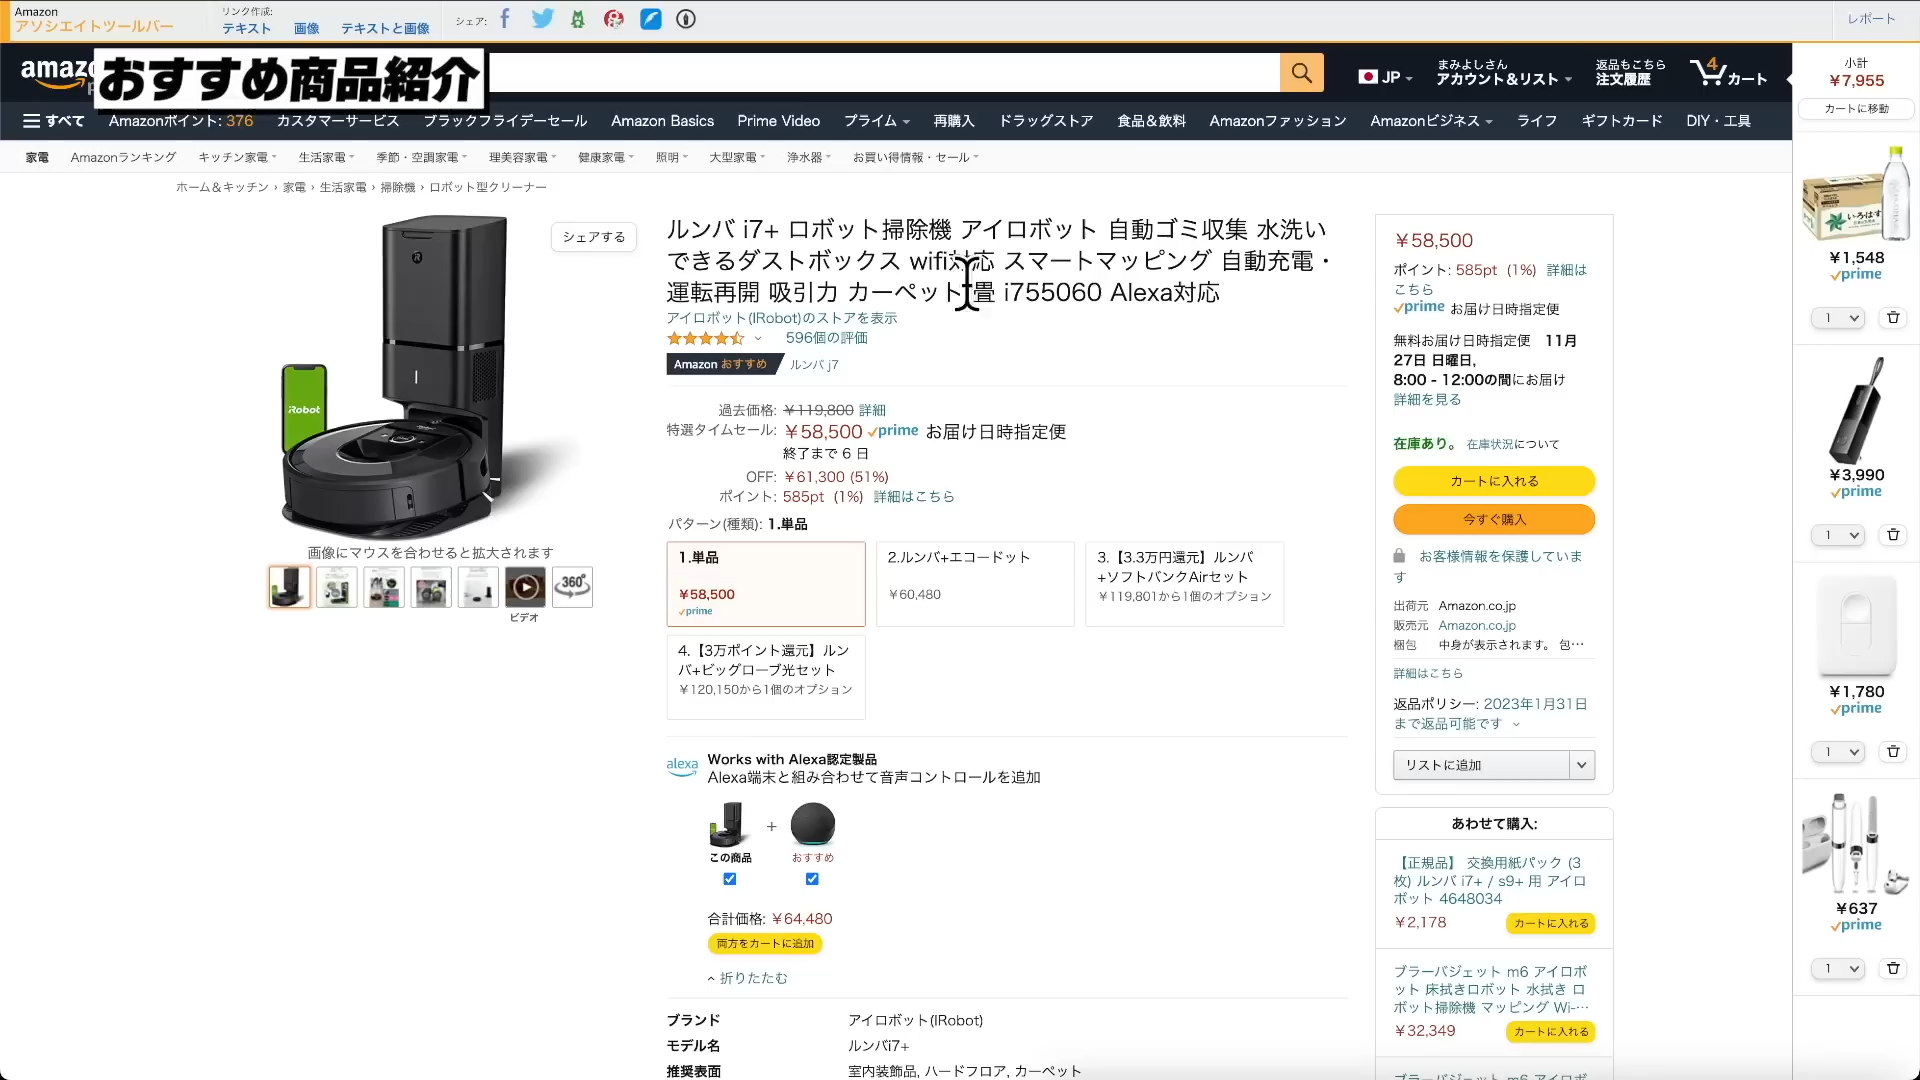 Amazon
アソシエイトツールバー
リンク作成:
テキスト 画像 テキストと画像
シェア:
レポート
amazo
おすすめ商品紹介
JP
まみよしさん
アカウント&リスト
返品もこちら
注文履歴
4
カート
すべて Amazonポイント: 376 カスタマーサービス ブラックフライデーセール Amazon Basics Prime Video プライム 再購入 ドラッグストア 食品&飲料 Amazonファッション Amazonビジネス ライフ ギフトカード DIY・工具
家電 Amazonランキング キッチン家電 生活家電 季節・空調家電 理美容家電 健康家電 照明 大型家電 浄水器 お買い得情報・セール
ホーム&キッチン › 家電 › 生活家電 › 掃除機 › ロボット型クリーナー
シェアする
iRobot
画像にマウスを合わせると拡大されます
360°
ビデオ
ルンバ i7+ ロボット掃除機 アイロボット 自動ゴミ収集 水洗い
できるダストボックス wifi対応 スマートマッピング 自動充電・
運転再開 吸引力 カーペット 畳 i755060 Alexa対応
アイロボット(IRobot)のストアを表示
596個の評価
Amazon おすすめ ルンバ j7
過去価格: ¥119,800 詳細
特選タイムセール: ¥58,500 prime お届け日時指定便
終了まで 6 日
OFF: ¥61,300 (51%)
ポイント: 585pt (1%) 詳細はこちら
パターン(種類): 1.単品
1.単品
¥58,500
prime
2.ルンバ+エコードット
¥60,480
3.【3.3万円還元】ルンバ
+ソフトバンクAirセット
¥119,801から1個のオプション
4.【3万ポイント還元】ルン
バ+ビッグローブ光セット
¥120,150から1個のオプション
alexa
Works with Alexa認定製品
Alexa端末と組み合わせて音声コントロールを追加
+
この商品 おすすめ
合計価格: ¥64,480
両方をカートに追加
折りたたむ
ブランド アイロボット(IRobot)
モデル名 ルンバi7+
推奨表面 室内装飾品, ハードフロア, カーペット
¥58,500
ポイント: 585pt (1%) 詳細は
こちら
prime お届け日時指定便
無料お届け日時指定便 11月
27日 日曜日,
8:00 - 12:00の間にお届け
詳細を見る
在庫あり。 在庫状況について
カートに入れる
今すぐ購入
お客様情報を保護していま
す
出荷元 Amazon.co.jp
販売元 Amazon.co.jp
梱包 中身が表示されます。 包…
詳細はこちら
返品ポリシー: 2023年1月31日
まで返品可能です
リストに追加
あわせて購入:
【正規品】 交換用紙パック (3
枚) ルンバ i7+ / s9+ 用 アイロ
ボット 4648034
¥2,178 カートに入れる
ブラーバジェット m6 アイロボ
ット 床拭きロボット 水拭き ロ
ボット掃除機 マッピング Wi-…
¥32,349 カートに入れる
ブラーバジェット m6 アイロボ
小計
¥7,955
カートに移動
いろはす
¥1,548
prime
1
¥3,990
prime
1
¥1,780
prime
1
¥637
prime
1